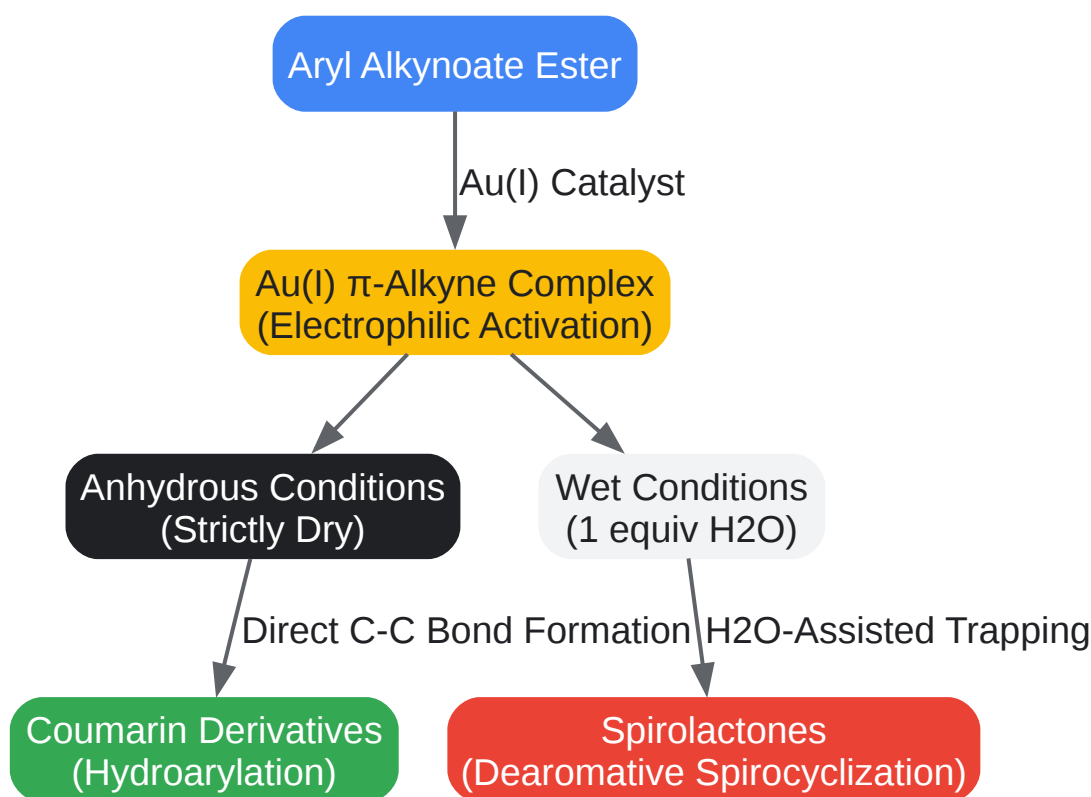 Aryl Alkynoate Ester
Au(I) Catalyst
Au(I) π-Alkyne Complex
(Electrophilic Activation)
Anhydrous Conditions
(Strictly Dry)
Wet Conditions
(1 equiv H2O)
Direct C-C Bond Formation
H2O-Assisted Trapping
Coumarin Derivatives
(Hydroarylation)
Spirolactones
(Dearomative Spirocyclization)